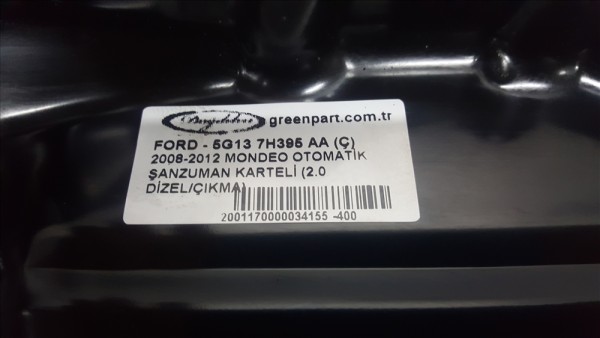 greenpart.com.tr
FORD - 5G13 7H395 AA (Ç)
2008-2012 MONDEO OTOMATİK
ŞANZUMAN KARTELİ (2.0
DİZEL/ÇIKMA)
2001170000034155 -400